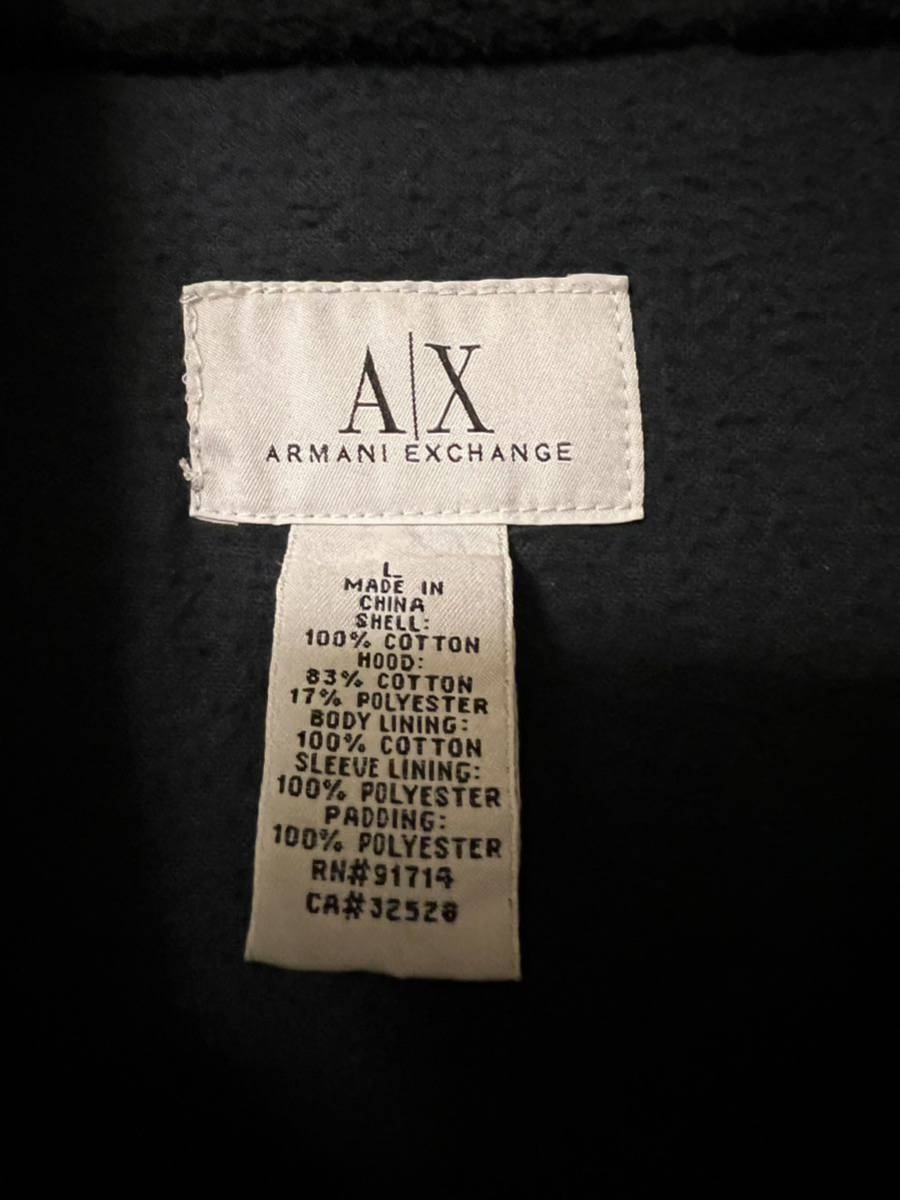 A|X
ARMANI EXCHANGE
L
MADE IN
CHINA
SHELL:
100% COTTON
HOOD:
83% COTTON
17% POLYESTER
BODY LINING:
100% COTTON
SLEEVE LINING:
100% POLYESTER
PADDING:
100% POLYESTER
RN#91714
CA#32528